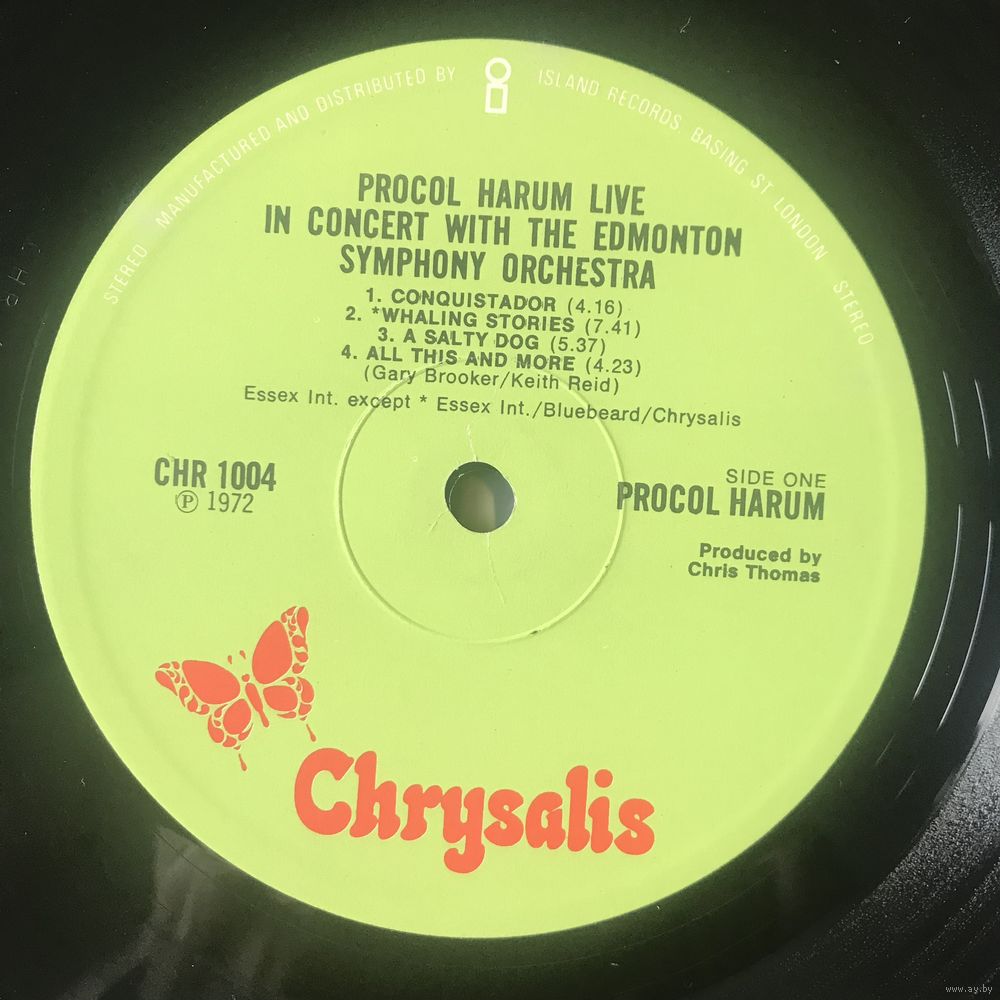 STEREO MANUFACTURED AND DISTRIBUTED BY ISLAND RECORDS BASING ST LONDON STEREO
PROCOL HARUM LIVE
IN CONCERT WITH THE EDMONTON
SYMPHONY ORCHESTRA
1. CONQUISTADOR (4.16)
2. *WHALING STORIES (7.41)
3. A SALTY DOG (5.37)
4. ALL THIS AND MORE (4.23)
(Gary Brooker/Keith Reid)
Essex Int. except * Essex Int./Bluebeard/Chrysalis
CHR 1004
℗ 1972
SIDE ONE
PROCOL HARUM
Produced by
Chris Thomas
Chrysalis
www.ay.by